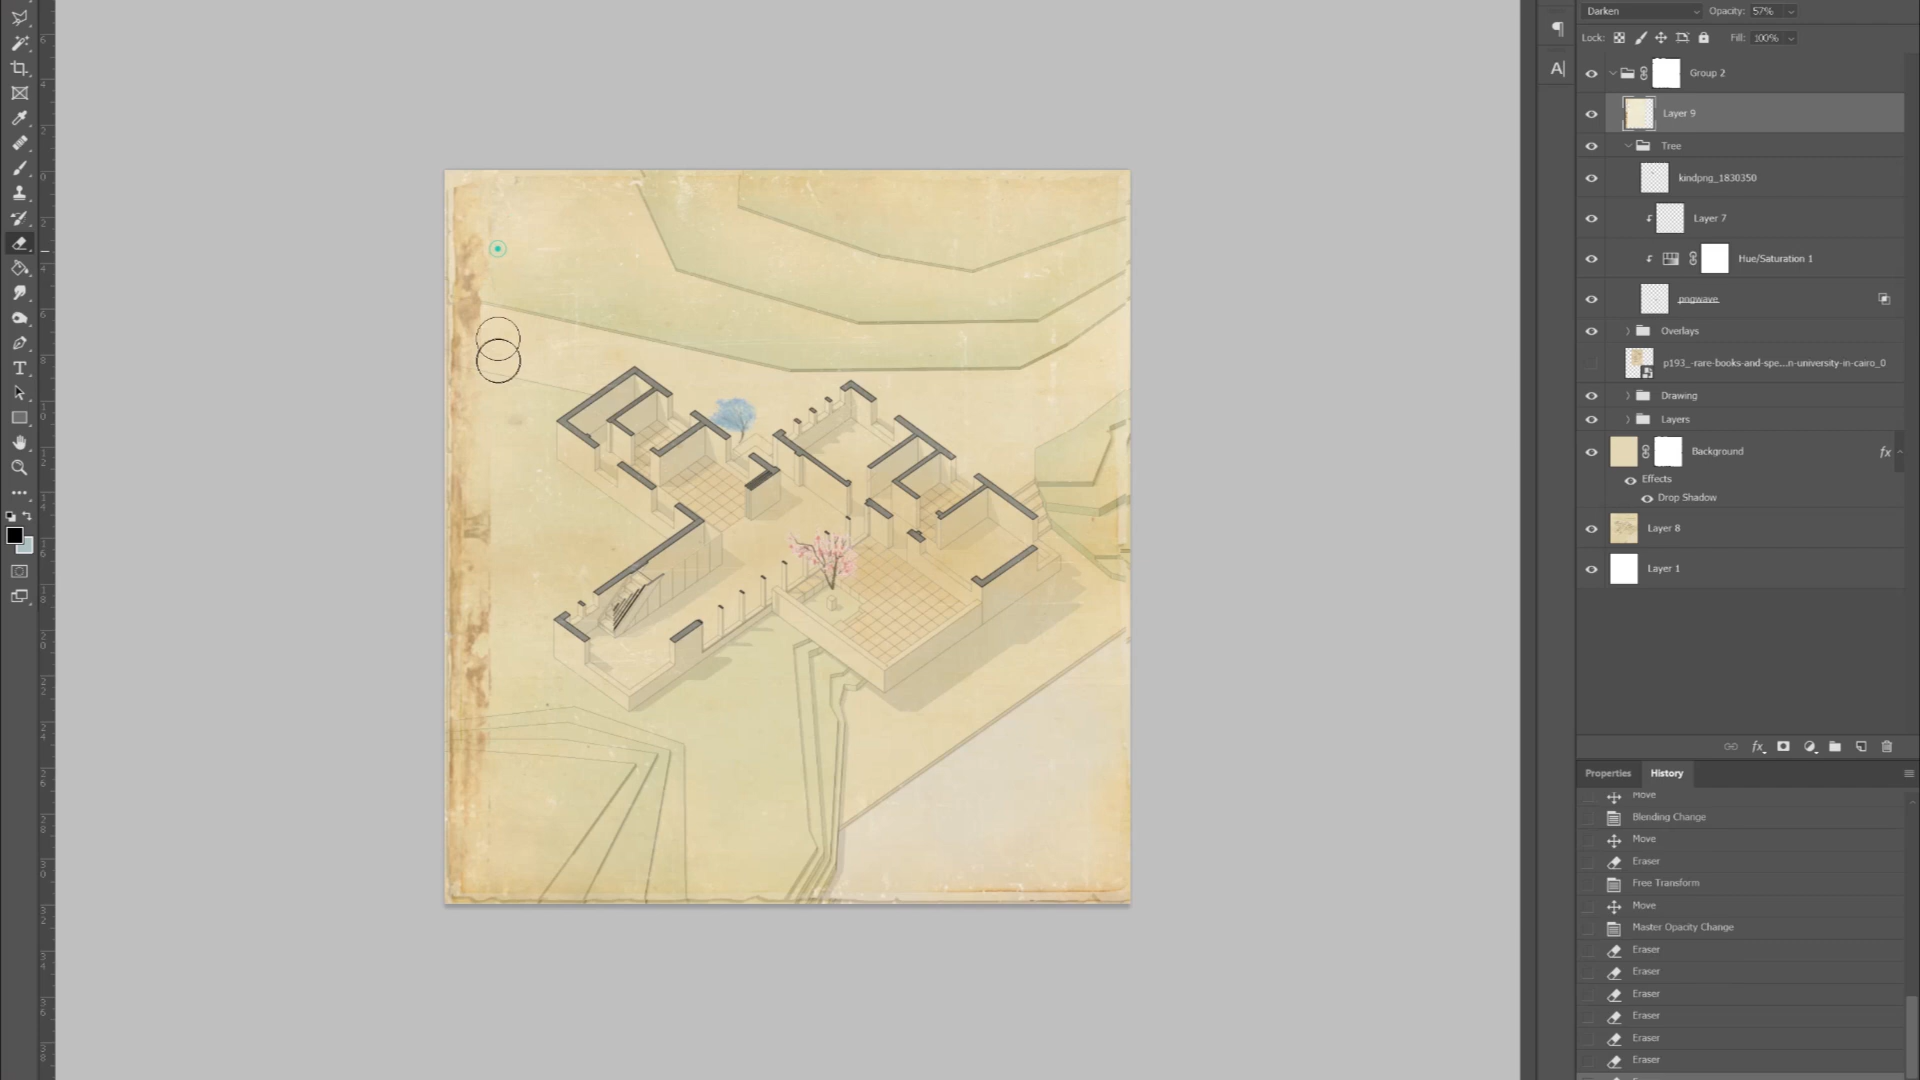 Darken Opacity: 57%
Lock: Fill: 100%
Group 2
Layer 9
Tree
kindpng_1830350
Layer 7
Hue/Saturation 1
pngwave
Overlays
p193_-rare-books-and-spe...n-university-in-cairo_0
Drawing
Layers
Background fx
Effects
Drop Shadow
Layer 8
Layer 1
fx
Properties History
Move
Blending Change
Move
Eraser
Free Transform
Move
Master Opacity Change
Eraser
Eraser
Eraser
Eraser
Eraser
Eraser